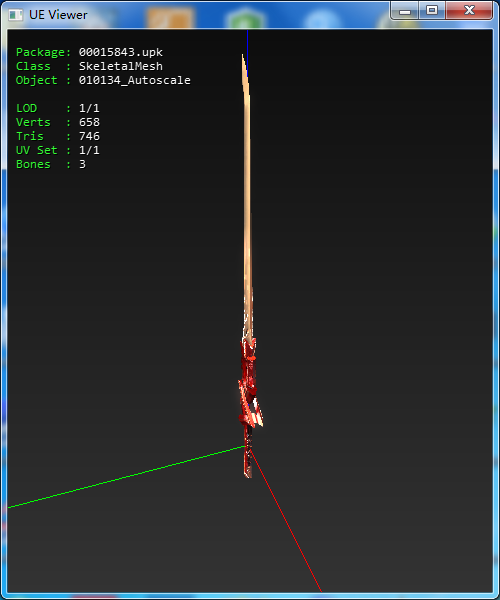 UE Viewer
Package: 00015843.upk
Class : SkeletalMesh
Object : 010134_Autoscale
LOD : 1/1
Verts : 658
Tris : 746
UV Set : 1/1
Bones : 3